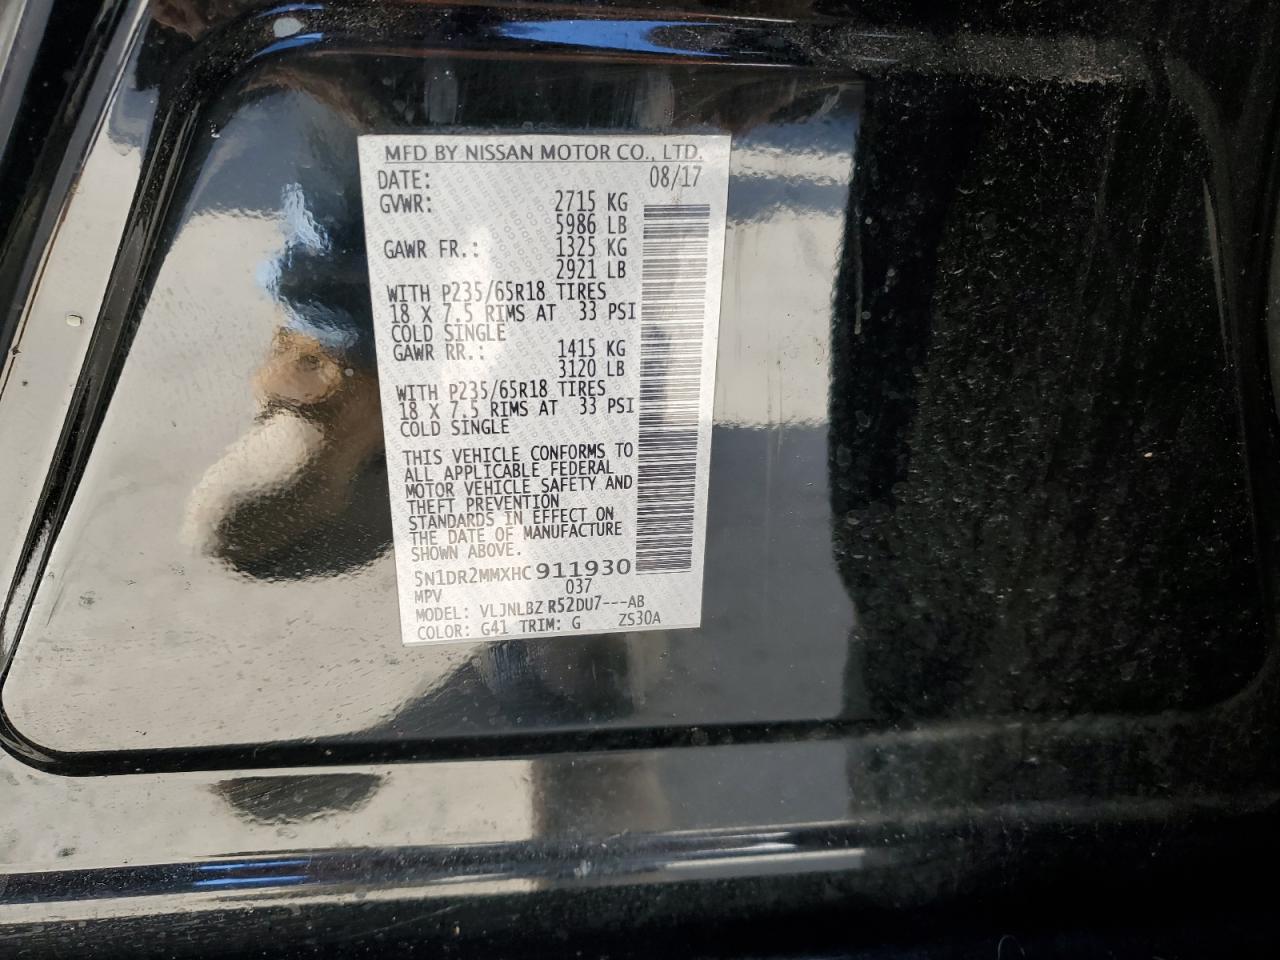 MFD BY NISSAN MOTOR CO., LTD.
DATE: 08/17
GVWR: 2715 KG
5986 LB
GAWR FR.: 1325 KG
2921 LB
WITH P235/65R18 TIRES
18 X 7.5 RIMS AT 33 PSI
COLD SINGLE
GAWR RR.: 1415 KG
3120 LB
WITH P235/65R18 TIRES
18 X 7.5 RIMS AT 33 PSI
COLD SINGLE
THIS VEHICLE CONFORMS TO
ALL APPLICABLE FEDERAL
MOTOR VEHICLE SAFETY AND
THEFT PREVENTION
STANDARDS IN EFFECT ON
THE DATE OF MANUFACTURE
SHOWN ABOVE.
5N1DR2MMXHC911930
MPV 037
MODEL: VLJNLBZ R52DU7---AB
COLOR: G41 TRIM: G ZS30A